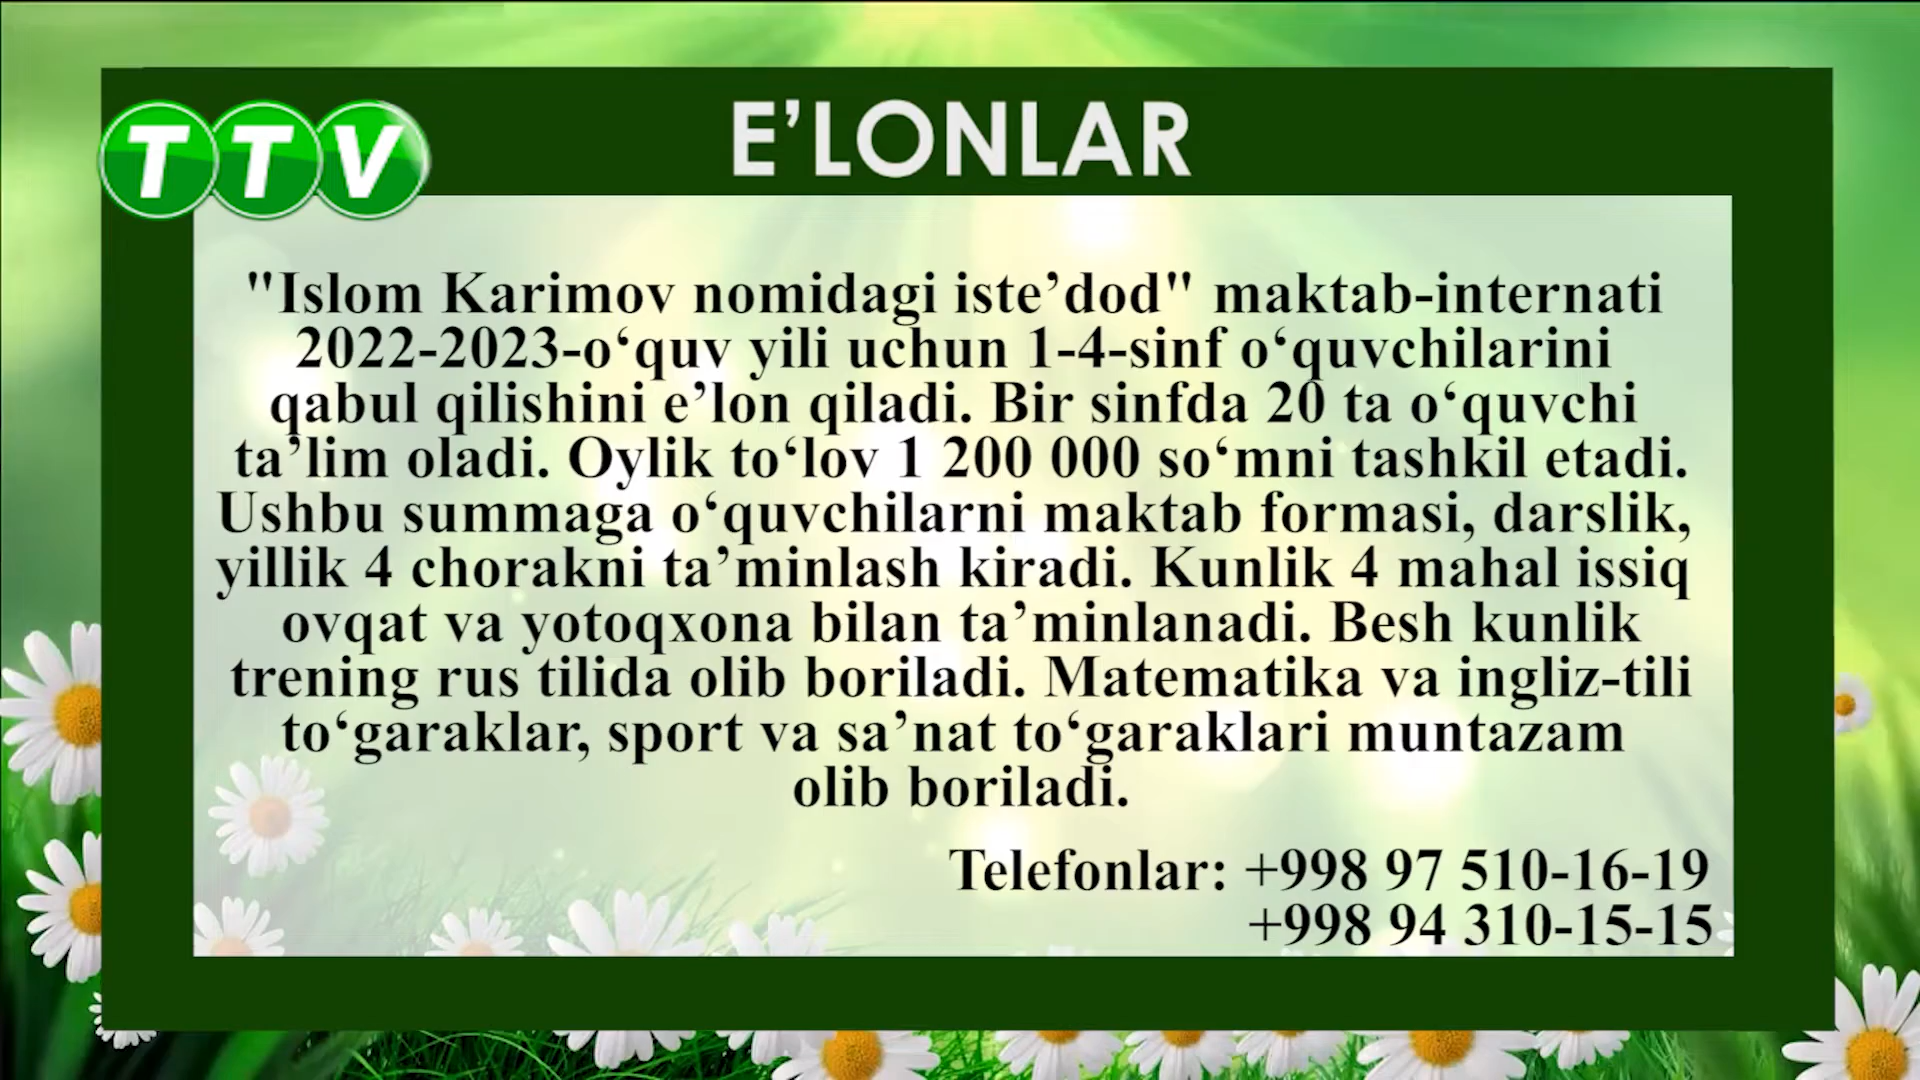 TTV
E’LONLAR
"Islom Karimov nomidagi iste’dod" maktab-internati
2022-2023-o‘quv yili uchun 1-4-sinf o‘quvchilarini
qabul qilishini e’lon qiladi. Bir sinfda 20 ta o‘quvchi
ta’lim oladi. Oylik to‘lov 1 200 000 so‘mni tashkil etadi.
Ushbu summaga o‘quvchilarni maktab formasi, darslik,
yillik 4 chorakni ta’minlash kiradi. Kunlik 4 mahal issiq
ovqat va yotoqxona bilan ta’minlanadi. Besh kunlik
trening rus tilida olib boriladi. Matematika va ingliz-tili
to‘garaklar, sport va sa’nat to‘garaklari muntazam
olib boriladi.
Telefonlar: +998 97 510-16-19
+998 94 310-15-15